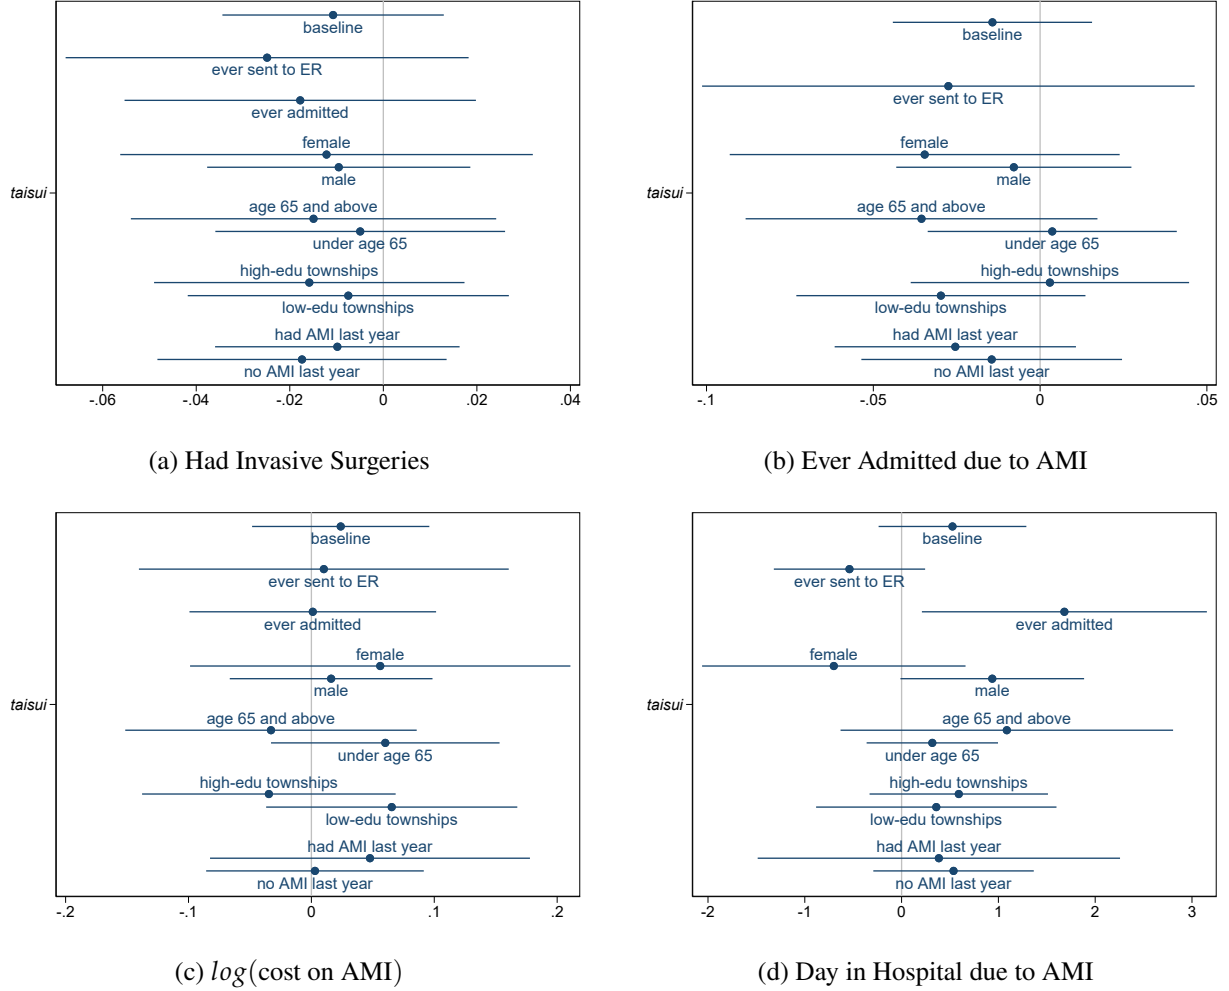 baseline
ever sent to ER
ever admitted
female
male
taisui
age 65 and above
under age 65
high-edu townships
low-edu townships
had AMI last year
no AMI last year
-.06 -.04 -.02 0 .02 .04
(a) Had Invasive Surgeries
baseline
ever sent to ER
female
male
taisui
age 65 and above
under age 65
high-edu townships
low-edu townships
had AMI last year
no AMI last year
-.1 -.05 0 .05
(b) Ever Admitted due to AMI
baseline
ever sent to ER
ever admitted
female
male
taisui
age 65 and above
under age 65
high-edu townships
low-edu townships
had AMI last year
no AMI last year
-.2 -.1 0 .1 .2
(c) log(cost on AMI)
baseline
ever sent to ER
ever admitted
female
male
taisui
age 65 and above
under age 65
high-edu townships
low-edu townships
had AMI last year
no AMI last year
-2 -1 0 1 2 3
(d) Day in Hospital due to AMI